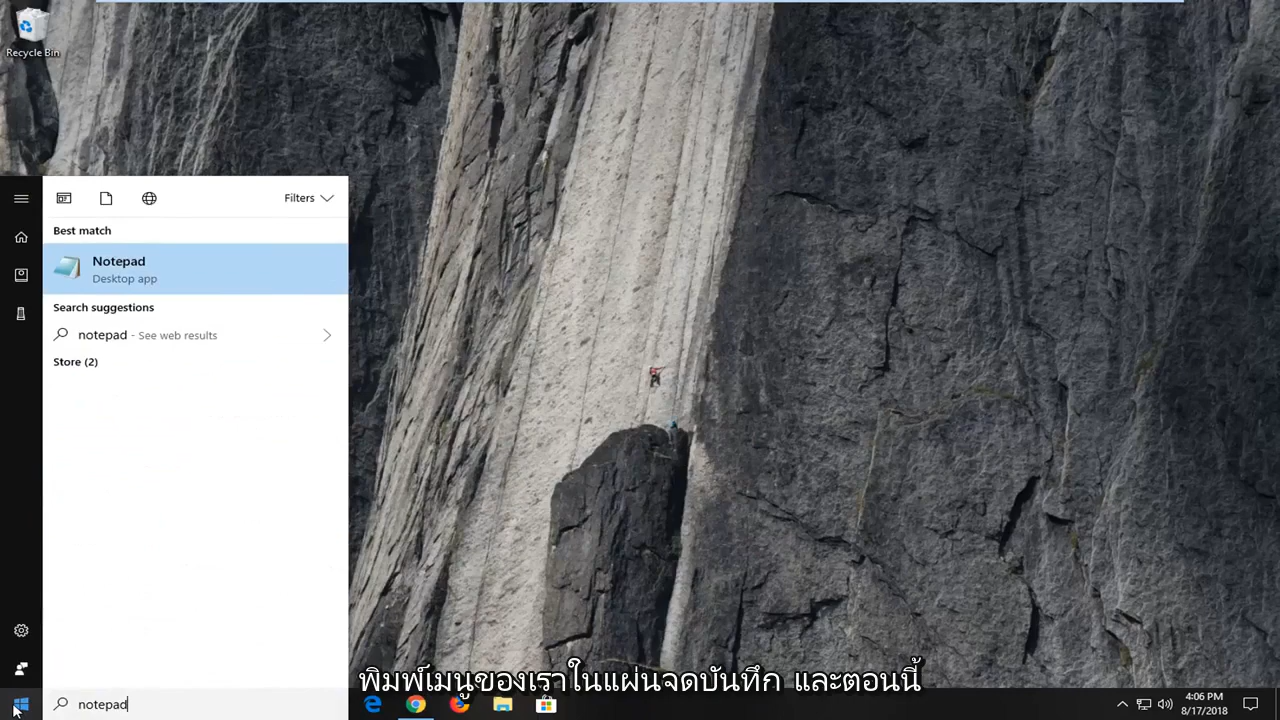 Recycle Bin
Filters
Best match
Notepad
Desktop app
Search suggestions
notepad - See web results
Store (2)
พิมพ์เมนูของเราในแผ่นจดบันทึก และตอนนี้
notepad
4:06 PM
8/17/2018